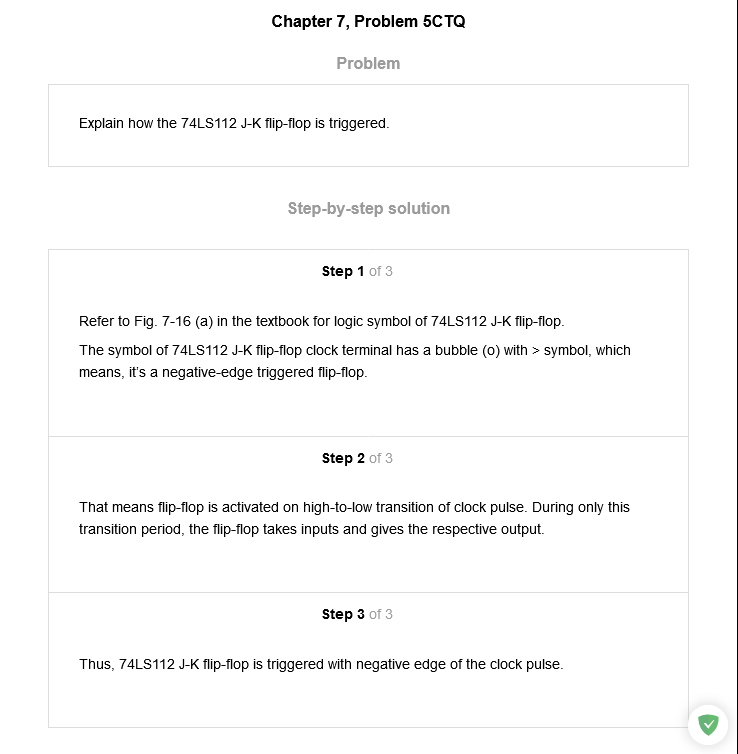 Chapter 7, Problem 5CTQ
Problem
Explain how the 74LS112 J-K flip-flop is triggered.
Step-by-step solution
Step 1 of 3
Refer to Fig. 7-16 (a) in the textbook for logic symbol of 74LS112 J-K flip-flop.
The symbol of 74LS112 J-K flip-flop clock terminal has a bubble (o) with > symbol, which
means, it's a negative-edge triggered flip-flop.
Step 2 of 3
That means flip-flop is activated on high-to-low transition of clock pulse. During only this
transition period, the flip-flop takes inputs and gives the respective output.
Step 3 of 3
Thus, 74LS112 J-K flip-flop is triggered with negative edge of the clock pulse.